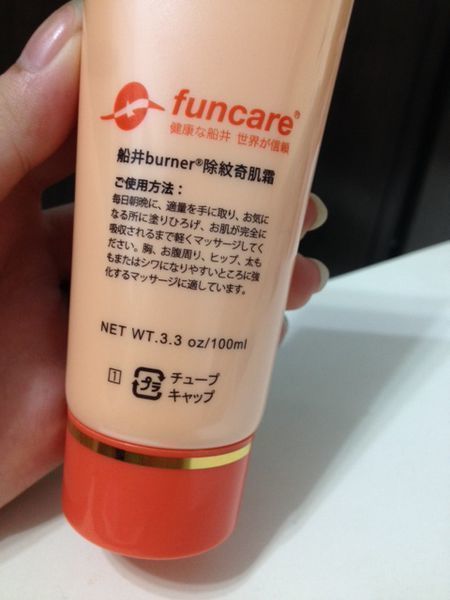 funcare®
健康な船井 世界が信頼
船井burner®除紋奇肌霜
ご使用方法：
毎日朝晩に、適量を手に取り、お気に
なる所に塗りひろげ、お肌が完全に
吸収されるまで軽くマッサージしてく
ださい。胸、お腹周り、ヒップ、太も
もまたはシワになりやすいところに強
化するマッサージに適しています。
NET WT.3.3 oz/100ml
1 プラ チューブ
キャップ